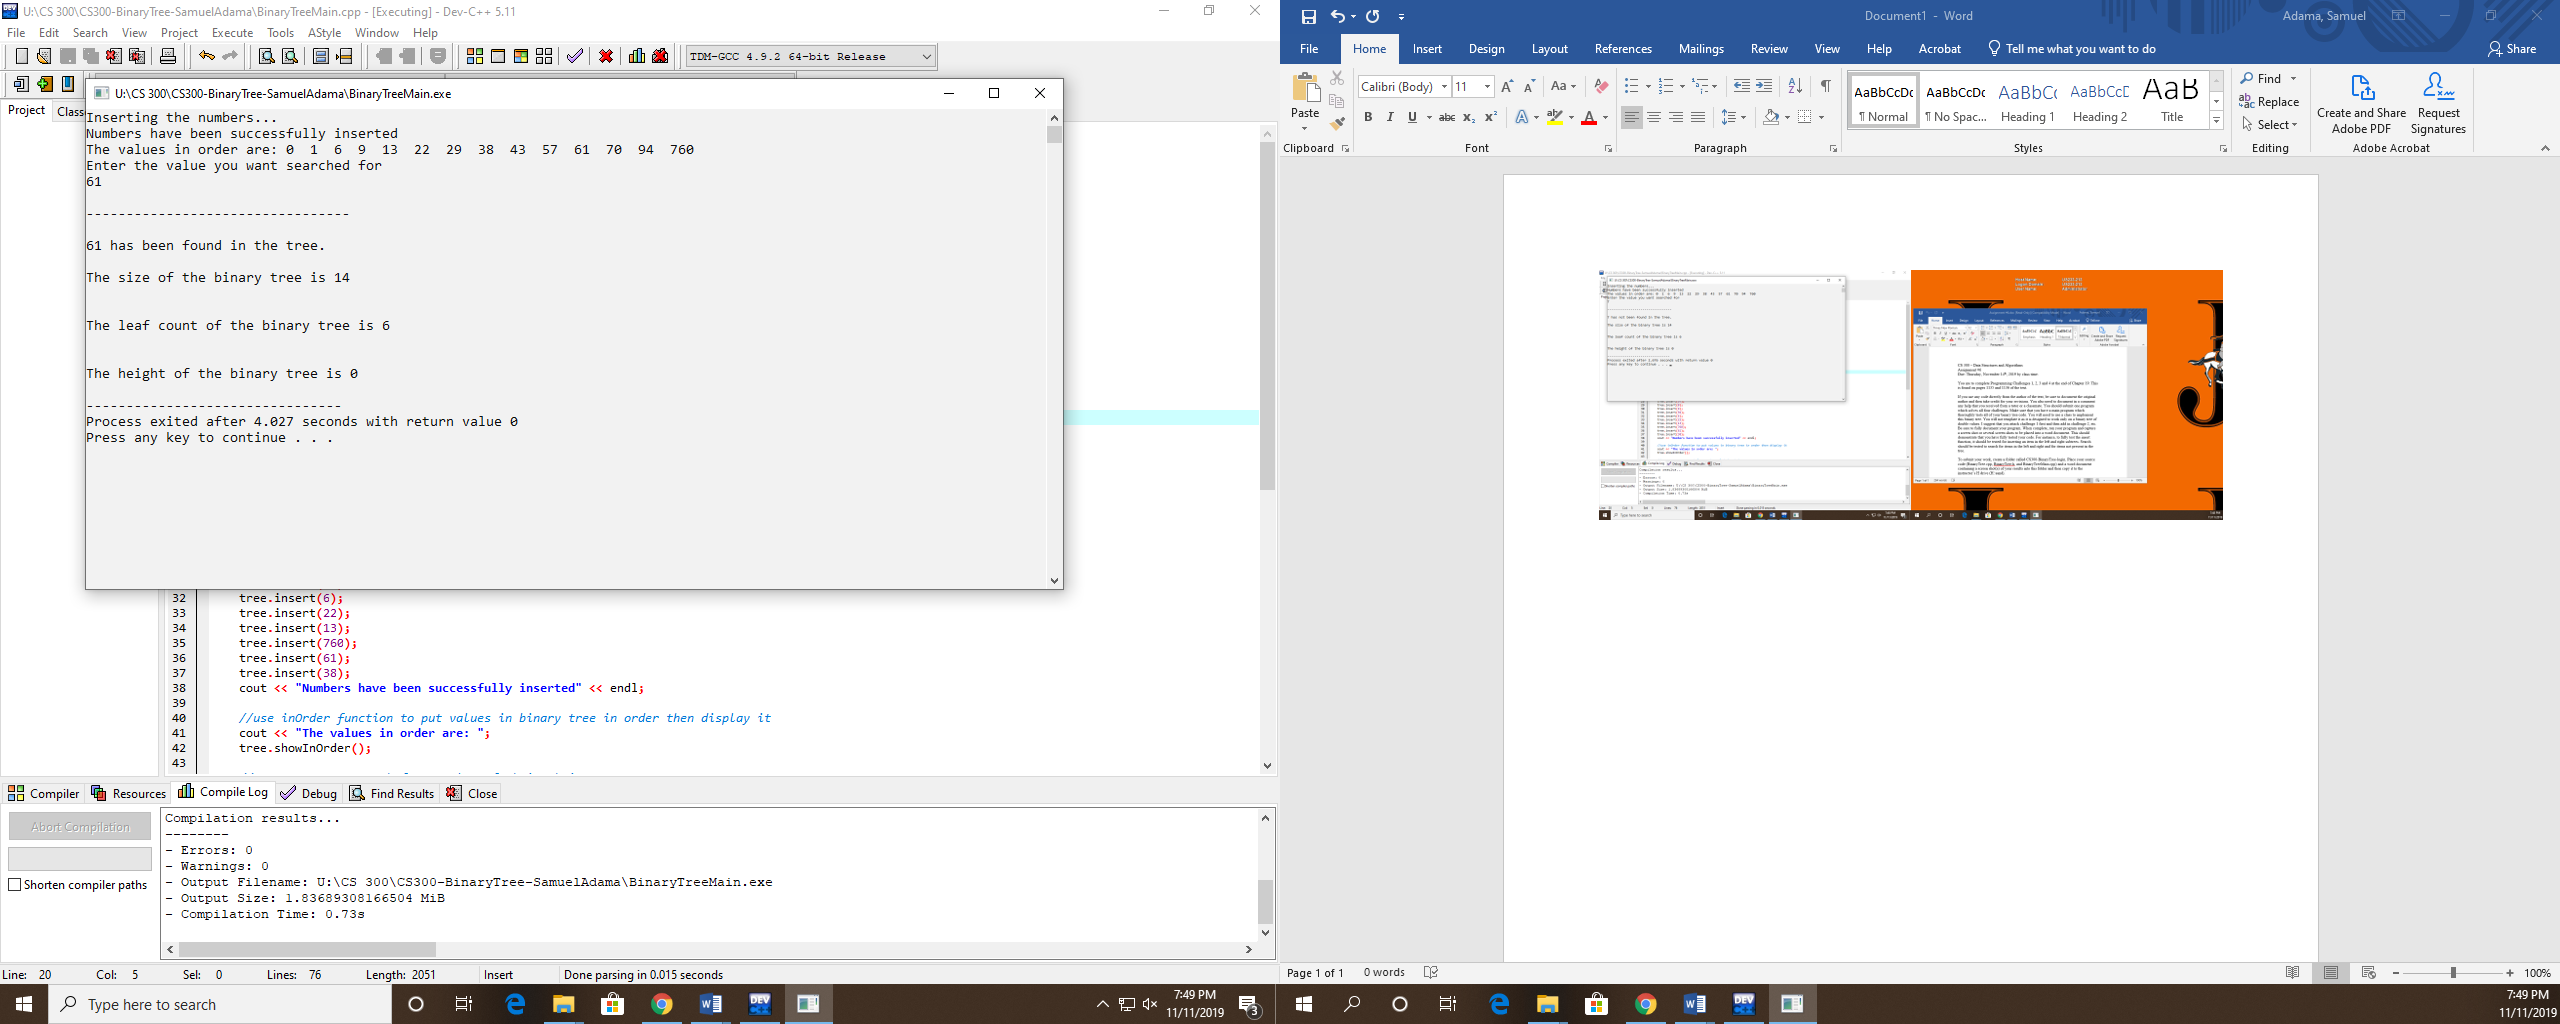 U:\CS 300\CS300-BinaryTree-SamuelAdama\BinaryTreeMain.cpp - [Executing] - Dev-C++ 5.11
File Edit Search View Project Execute Tools AStyle Window Help
TDM-GCC 4.9.2 64-bit Release
Project Class
U:\CS 300\CS300-BinaryTree-SamuelAdama\BinaryTreeMain.exe
Inserting the numbers...
Numbers have been successfully inserted
The values in order are: 0 1 6 9 13 22 29 38 43 57 61 70 94 760
Enter the value you want searched for
61
---------------------------------
61 has been found in the tree.
The size of the binary tree is 14
The leaf count of the binary tree is 6
The height of the binary tree is 0
--------------------------------
Process exited after 4.027 seconds with return value 0
Press any key to continue . . .
32 tree.insert(6);
33 tree.insert(22);
34 tree.insert(13);
35 tree.insert(760);
36 tree.insert(61);
37 tree.insert(38);
38 cout << "Numbers have been successfully inserted" << endl;
39
40 //use inOrder function to put values in binary tree in order then display it
41 cout << "The values in order are: ";
42 tree.showInOrder();
43
Compiler Resources Compile Log Debug Find Results Close
Abort Compilation
Shorten compiler paths
Compilation results...
--------
- Errors: 0
- Warnings: 0
- Output Filename: U:\CS 300\CS300-BinaryTree-SamuelAdama\BinaryTreeMain.exe
- Output Size: 1.83689308166504 MiB
- Compilation Time: 0.73s
Line: 20 Col: 5 Sel: 0 Lines: 76 Length: 2051 Insert Done parsing in 0.015 seconds
Type here to search
7:49 PM
11/11/2019
3
Document1 - Word
Adama, Samuel
File Home Insert Design Layout References Mailings Review View Help Acrobat Tell me what you want to do Share
Paste
Clipboard
Calibri (Body) 11
Font
Paragraph
AaBbCcDc AaBbCcDc AaBbCc AaBbCcE AaB
¶ Normal ¶ No Spac... Heading 1 Heading 2 Title
Styles
Find
Replace
Select
Editing
Create and Share
Adobe PDF
Request
Signatures
Adobe Acrobat
Page 1 of 1 0 words
100%
7:49 PM
11/11/2019